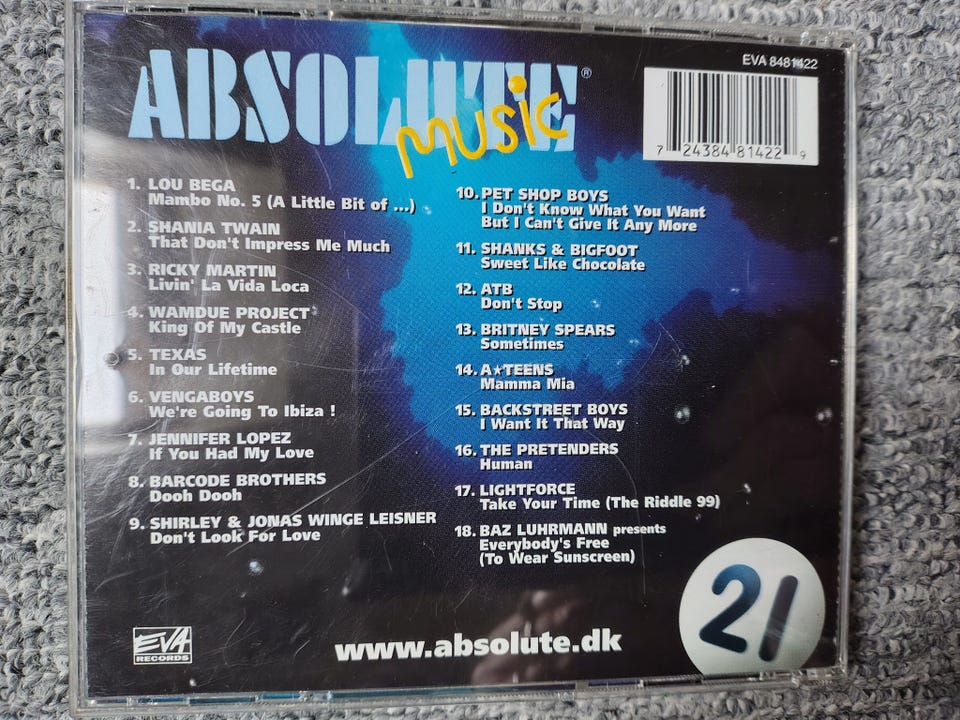 ABSOLUTE®
music
EVA 8481422
7 24384 81422 9
1. LOU BEGA
Mambo No. 5 (A Little Bit of ...)
2. SHANIA TWAIN
That Don't Impress Me Much
3. RICKY MARTIN
Livin' La Vida Loca
4. WAMDUE PROJECT
King Of My Castle
5. TEXAS
In Our Lifetime
6. VENGABOYS
We're Going To Ibiza !
7. JENNIFER LOPEZ
If You Had My Love
8. BARCODE BROTHERS
Dooh Dooh
9. SHIRLEY & JONAS WINGE LEISNER
Don't Look For Love
10. PET SHOP BOYS
I Don't Know What You Want
But I Can't Give It Any More
11. SHANKS & BIGFOOT
Sweet Like Chocolate
12. ATB
Don't Stop
13. BRITNEY SPEARS
Sometimes
14. A★TEENS
Mamma Mia
15. BACKSTREET BOYS
I Want It That Way
16. THE PRETENDERS
Human
17. LIGHTFORCE
Take Your Time (The Riddle 99)
18. BAZ LUHRMANN presents
Everybody's Free
(To Wear Sunscreen)
EVA
RECORDS
www.absolute.dk
21